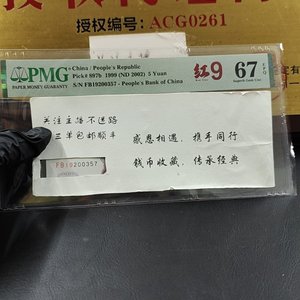 授权编号：ACG0261
PMG
PAPER MONEY GUARANTY
China / People's Republic
Pick# 897b 1999 (ND 2002) 5 Yuan
S/N FB19200357 - People's Bank of China
红9
67 EPQ
Superb Gem Unc
关注主播不迷路
三单包邮顺丰
感恩相遇，携手同行
钱币收藏，传承经典
FB19200357